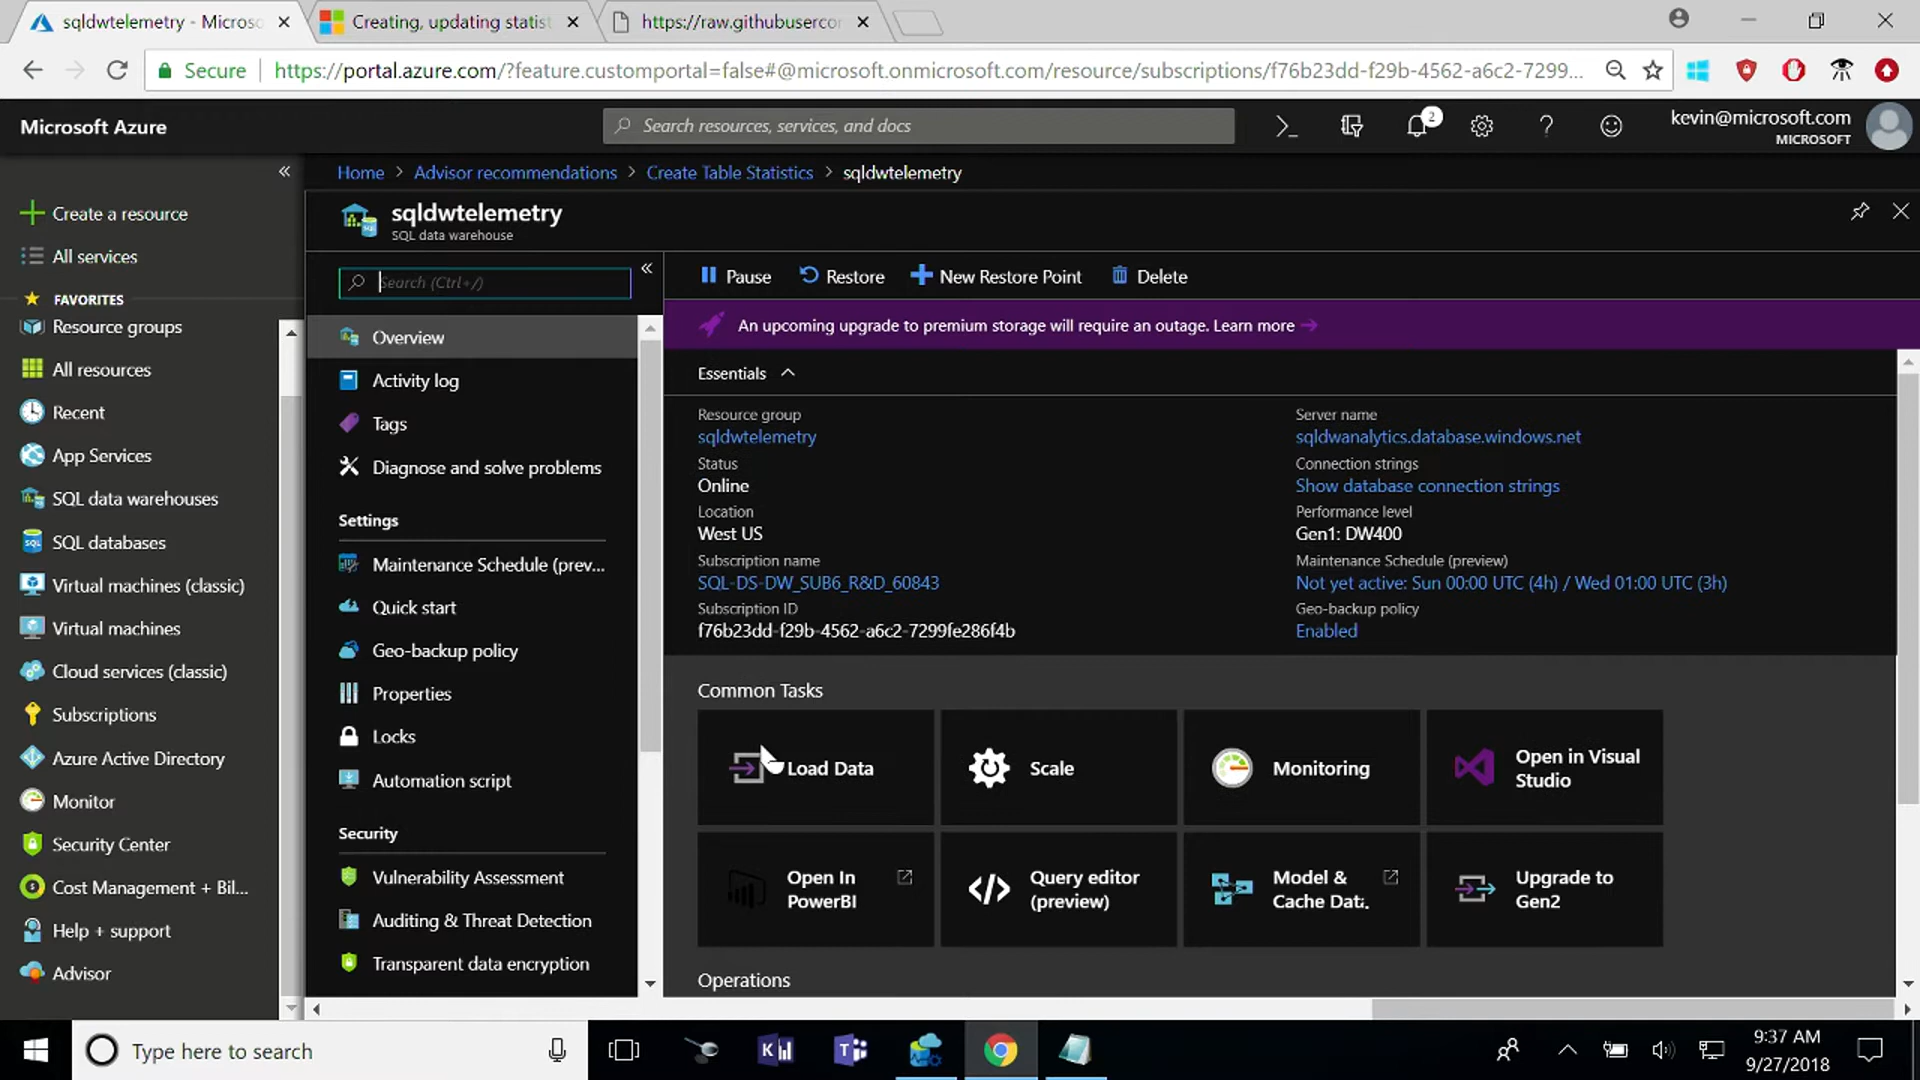 sqldwtelemetry - Micros
Creating, updating statist
https://raw.githubusercon
Secure
https://portal.azure.com/?feature.customportal=false#@microsoft.onmicrosoft.com/resource/subscriptions/f76b23dd-f29b-4562-a6c2-7299...
Microsoft Azure
Search resources, services, and docs
2
kevin@microsoft.com
MICROSOFT
Home > Advisor recommendations > Create Table Statistics > sqldwtelemetry
sqldwtelemetry
SQL data warehouse
Create a resource
All services
FAVORITES
Resource groups
All resources
Recent
App Services
SQL data warehouses
SQL databases
Virtual machines (classic)
Virtual machines
Cloud services (classic)
Subscriptions
Azure Active Directory
Monitor
Security Center
Cost Management + Bil...
Help + support
Advisor
Search (Ctrl+/)
Overview
Activity log
Tags
Diagnose and solve problems
Settings
Maintenance Schedule (prev...
Quick start
Geo-backup policy
Properties
Locks
Automation script
Security
Vulnerability Assessment
Auditing & Threat Detection
Transparent data encryption
Pause
Restore
New Restore Point
Delete
An upcoming upgrade to premium storage will require an outage. Learn more
Essentials
Resource group
sqldwtelemetry
Status
Online
Location
West US
Subscription name
SQL-DS-DW_SUB6_R&D_60843
Subscription ID
f76b23dd-f29b-4562-a6c2-7299fe286f4b
Server name
sqldwanalytics.database.windows.net
Connection strings
Show database connection strings
Performance level
Gen1: DW400
Maintenance Schedule (preview)
Not yet active: Sun 00:00 UTC (4h) / Wed 01:00 UTC (3h)
Geo-backup policy
Enabled
Common Tasks
Load Data
Scale
Monitoring
Open in Visual
Studio
Open In
PowerBI
Query editor
(preview)
Model &
Cache Dat..
Upgrade to
Gen2
Operations
Type here to search
9:37 AM
9/27/2018